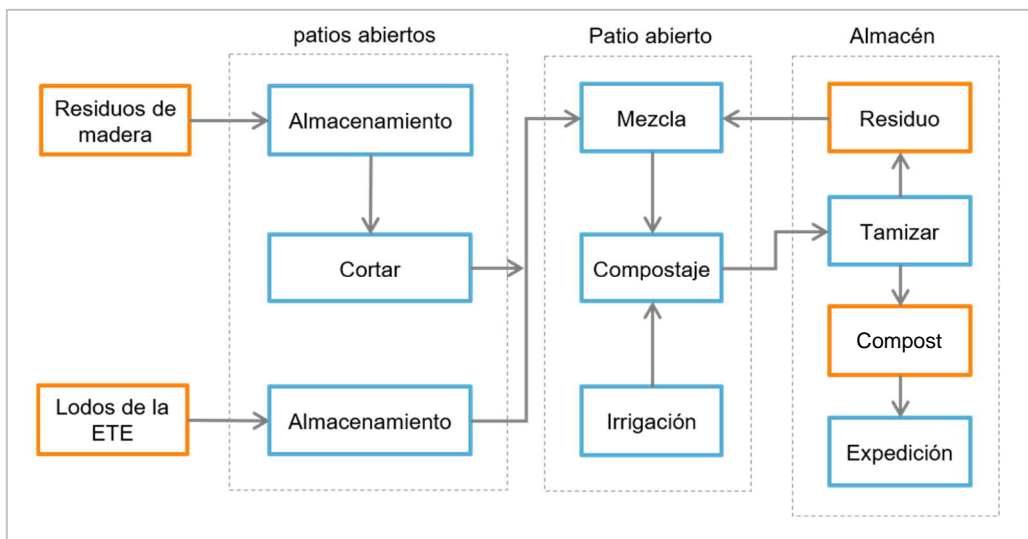 patios abiertos
Patio abierto
Almacén
Residuos de
madera
Almacenamiento
Mezcla
Residuo
Cortar
Compostaje
Tamizar
Compost
Lodos de la
ETE
Almacenamiento
Irrigación
Expedición